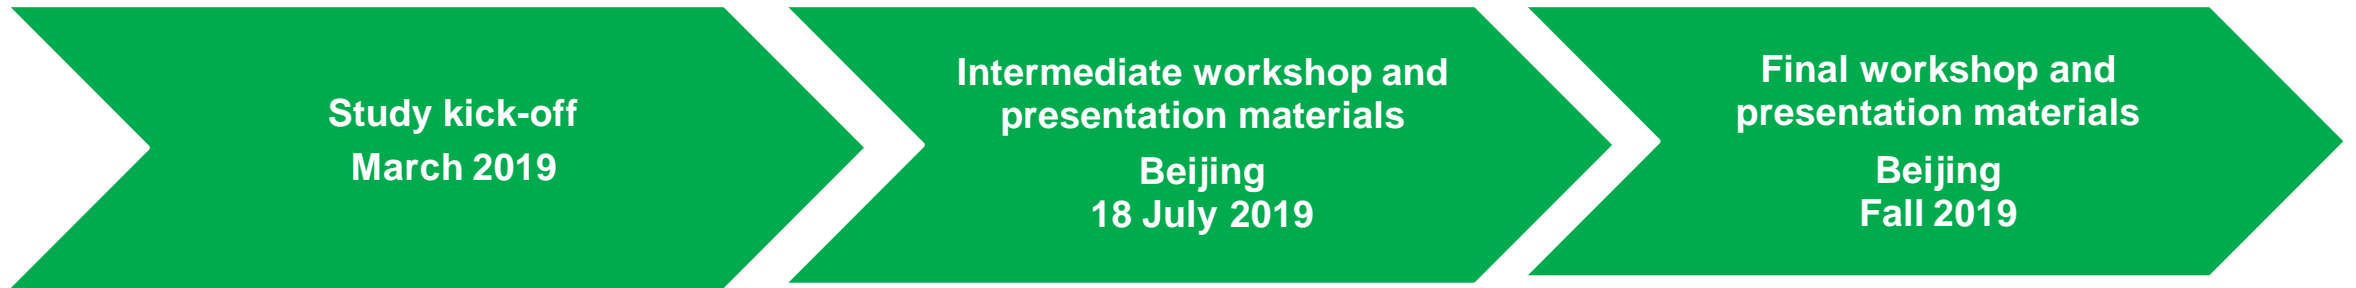 Study kick-off
March 2019
Intermediate workshop and
presentation materials
Beijing
18 July 2019
Final workshop and
presentation materials
Beijing
Fall 2019